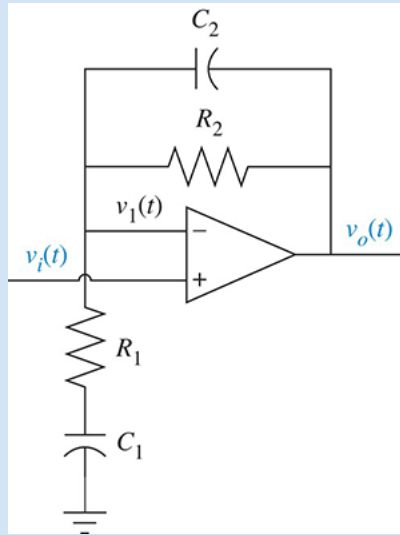 C₂
R₂
v₁(t)
vₒ(t)
vᵢ(t)
−
+
R₁
C₁